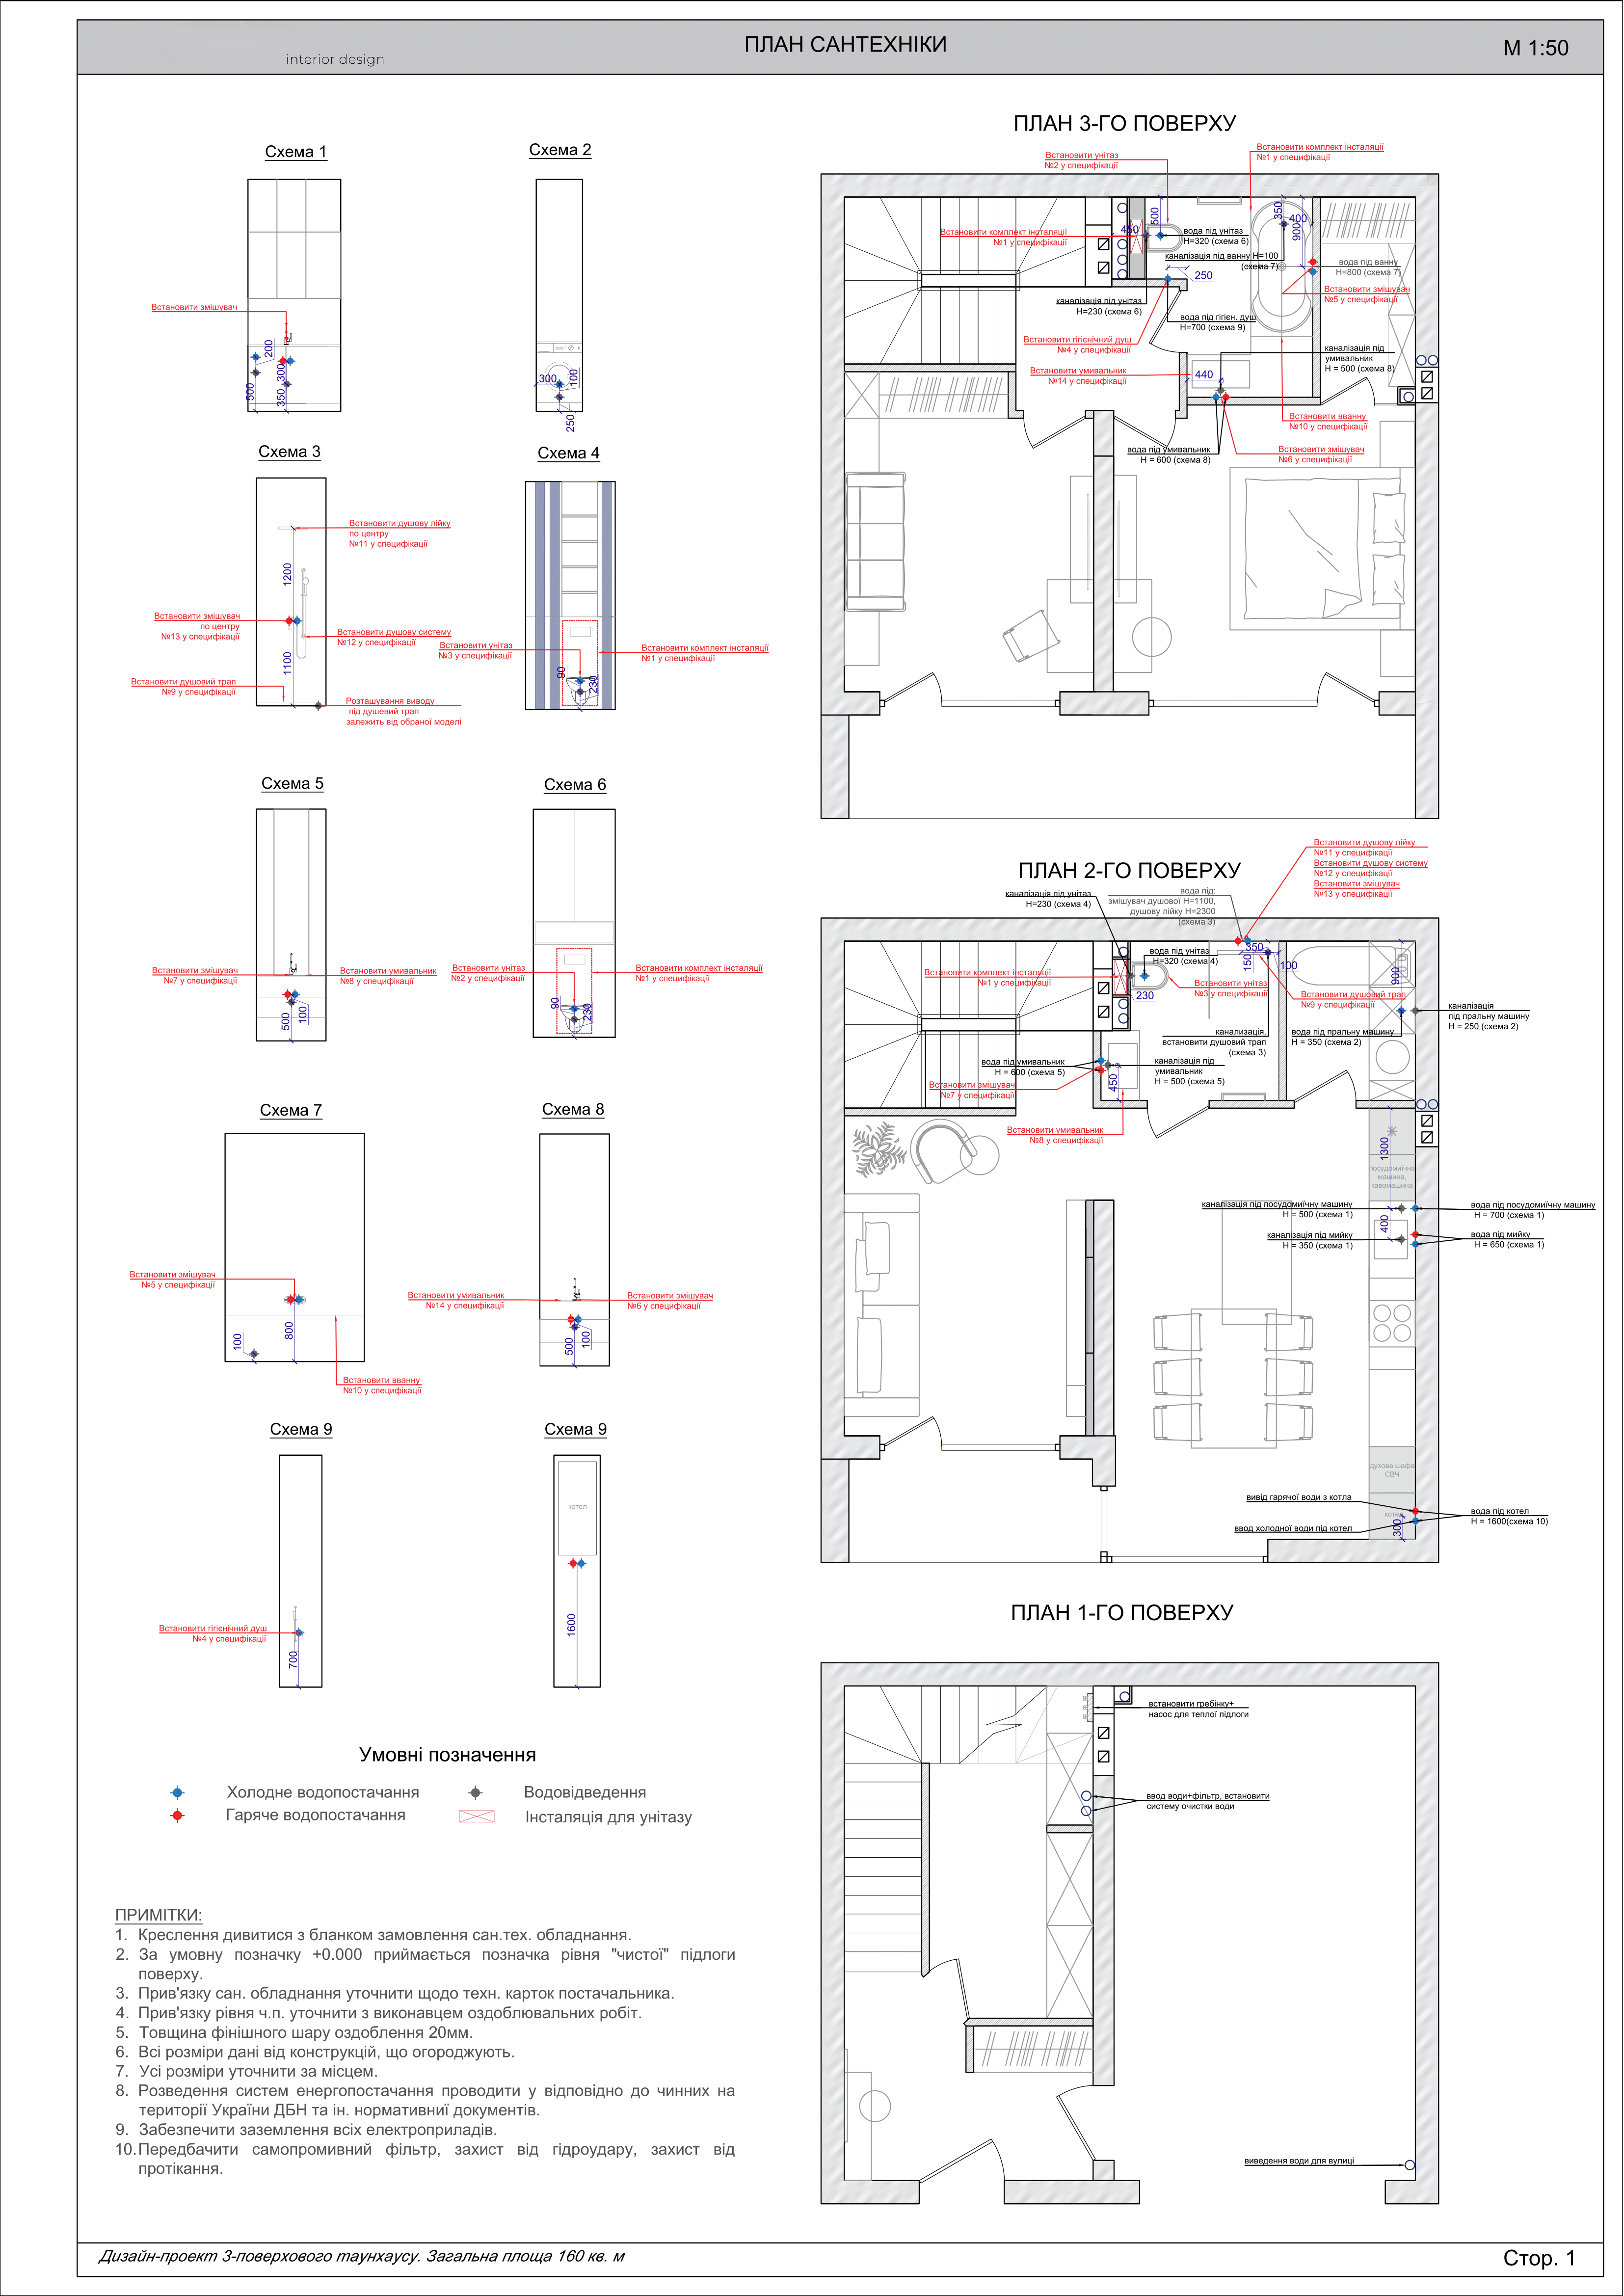 interior design
ПЛАН САНТЕХНІКИ
М 1:50
Схема 1
Встановити змішувач
200
500
300
350
Схема 2
300
100
250
Схема 3
Встановити душову лійку
по центру
№11 у специфікації
1200
Встановити змішувач
по центру
№13 у специфікації
Встановити душову систему
№12 у специфікації
1100
Встановити душовий трап
№9 у специфікації
Розташування виводу
під душевий трап
залежить від обраної моделі
Схема 4
Встановити унітаз
№3 у специфікації
Встановити комплект інсталяції
№1 у специфікації
90
230
Схема 5
Встановити змішувач
№7 у специфікації
Встановити умивальник
№8 у специфікації
500
100
Схема 6
Встановити унітаз
№2 у специфікації
Встановити комплект інсталяції
№1 у специфікації
90
230
Схема 7
Встановити змішувач
№5 у специфікації
100
800
Встановити вванну
№10 у специфікації
Схема 8
Встановити умивальник
№14 у специфікації
Встановити змішувач
№6 у специфікації
500
100
Схема 9
Встановити гігієнічний душ
№4 у специфікації
700
Схема 9
котел
1600
Умовні позначення
Холодне водопостачання
Водовідведення
Гаряче водопостачання
Інсталяція для унітазу
ПРИМІТКИ:
1. Креслення дивитися з бланком замовлення сан.тех. обладнання.
2. За умовну позначку +0.000 приймається позначка рівня "чистої" підлоги
поверху.
3. Прив'язку сан. обладнання уточнити щодо техн. карток постачальника.
4. Прив'язку рівня ч.п. уточнити з виконавцем оздоблювальних робіт.
5. Товщина фінішного шару оздоблення 20мм.
6. Всі розміри дані від конструкцій, що огороджують.
7. Усі розміри уточнити за місцем.
8. Розведення систем енергопостачання проводити у відповідно до чинних на
території України ДБН та ін. нормативниї документів.
9. Забезпечити заземлення всіх електроприладів.
10. Передбачити самопромивний фільтр, захист від гідроудару, захист від
протікання.
ПЛАН 3-ГО ПОВЕРХУ
Встановити унітаз
№2 у специфікації
Встановити комплект інсталяції
№1 у специфікації
Встановити комплект інсталяції
№1 у специфікації
500
450
вода під унітаз
H=320 (схема 6)
350
400
900
каналізація під ванну H=100
(схема 7)
вода під ванну
H=800 (схема 7)
250
Встановити змішувач
№5 у специфікації
каналізація під унітаз
H=230 (схема 6)
вода під гігієн. душ
H=700 (схема 9)
Встановити гігієнічний душ
№4 у специфікації
каналізація під
умивальник
H = 500 (схема 8)
Встановити умивальник
№14 у специфікації
440
Встановити вванну
№10 у специфікації
вода під умивальник
H = 600 (схема 8)
Встановити змішувач
№6 у специфікації
ПЛАН 2-ГО ПОВЕРХУ
Встановити душову лійку
№11 у специфікації
Встановити душову систему
№12 у специфікації
Встановити змішувач
№13 у специфікації
каналізація під унітаз
H=230 (схема 4)
вода під:
змішувач душової H=1100,
душову лійку H=2300
(схема 3)
вода під унітаз
H=320 (схема 4)
350
150
100
900
Встановити комплект інсталяції
№1 у специфікації
230
Встановити унітаз
№3 у специфікації
Встановити душовий трап
№9 у специфікації
каналізація
під пральну машину
H = 250 (схема 2)
канализація,
встановити душовий трап
(схема 3)
вода під пральну машину
H = 350 (схема 2)
вода під умивальник
H = 600 (схема 5)
каналізація під
умивальник
H = 500 (схема 5)
450
Встановити змішувач
№7 у специфікації
Встановити умивальник
№8 у специфікації
1300
посудомиїчна
машина,
кавомашина
каналізація під посудомиїчну машину
H = 500 (схема 1)
вода під посудомиїчну машину
H = 700 (схема 1)
400
каналізація під мийку
H = 350 (схема 1)
вода під мийку
H = 650 (схема 1)
духова шафа
СВЧ
вивід гарячої води з котла
вода під котел
H = 1600(схема 10)
котел
300
ввод холодної води під котел
ПЛАН 1-ГО ПОВЕРХУ
встановити гребінку+
насос для теплої підлоги
ввод води+фільтр, встановити
систему очистки води
виведення води для вулиці
Дизайн-проект 3-поверхового таунхаусу. Загальна площа 160 кв. м
Стор. 1